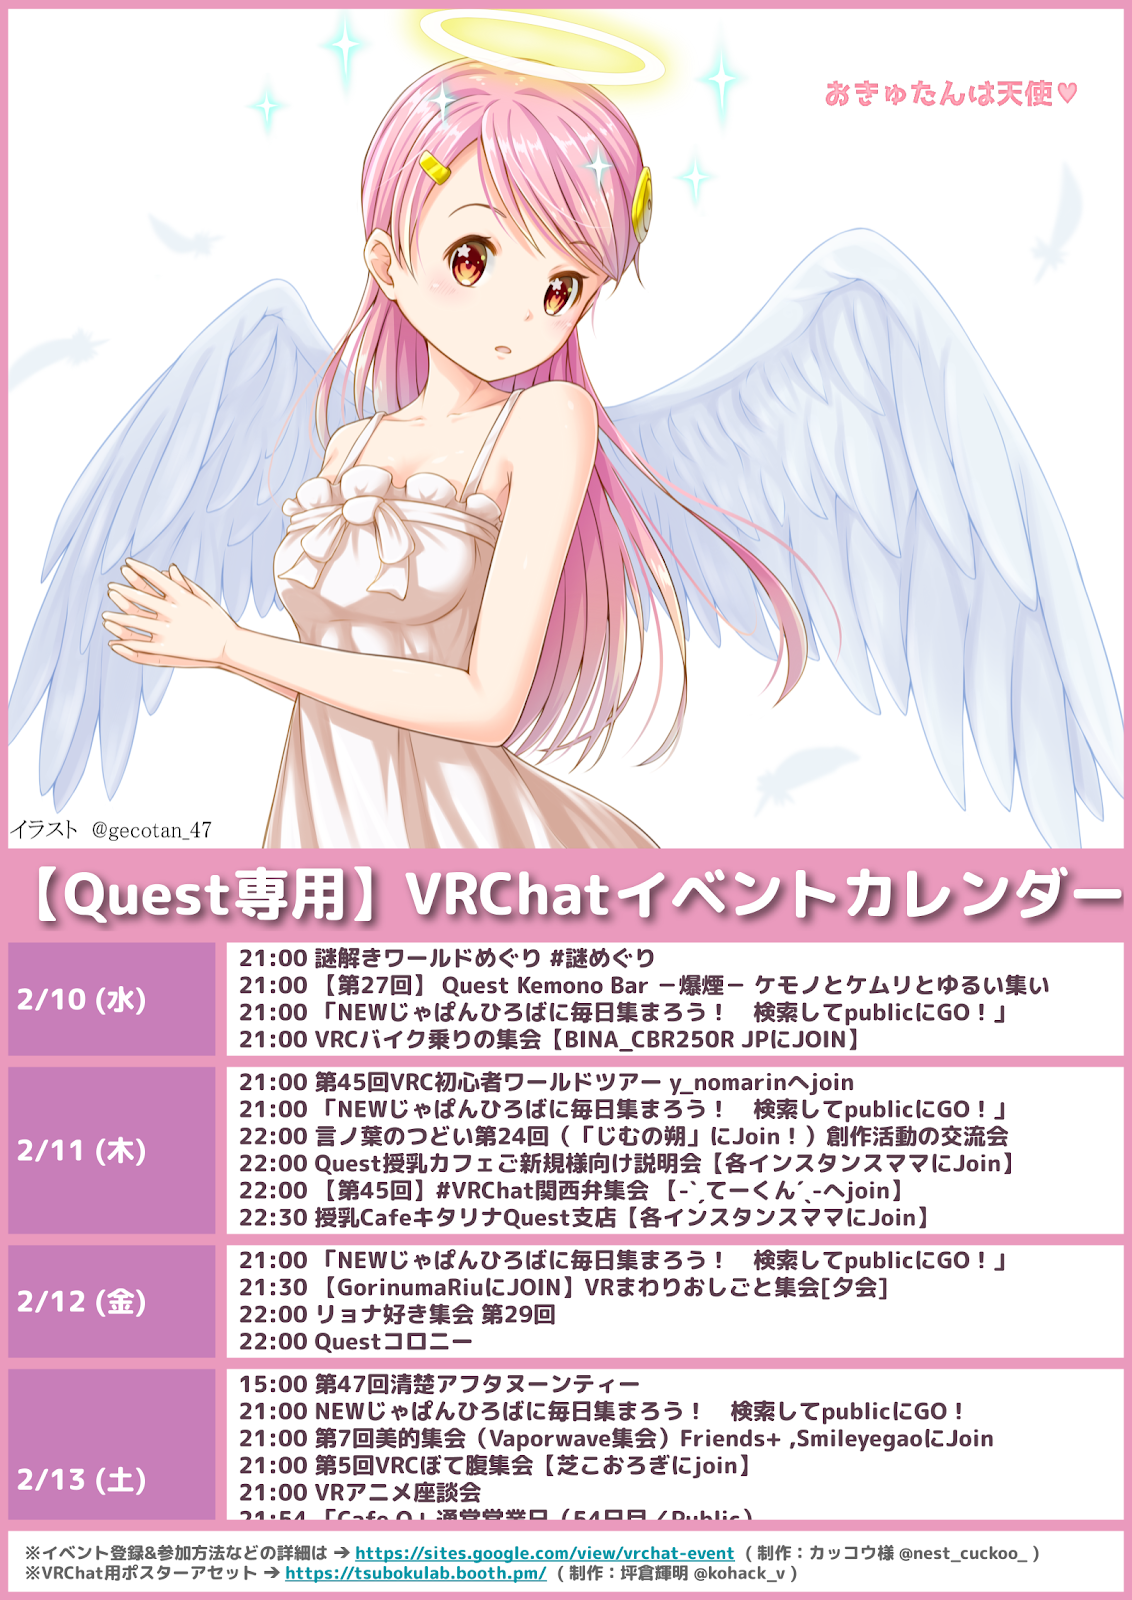 おきゅたんは天使♥
イラスト @gecotan_47
【Quest専用】VRChatイベントカレンダー
2/10 (水)
21:00 謎解きワールドめぐり #謎めぐり
21:00 【第27回】 Quest Kemono Bar －爆煙－ ケモノとケムリとゆるい集い
21:00 「NEWじゃぱんひろばに毎日集まろう！　検索してpublicにGO！」
21:00 VRCバイク乗りの集会【BINA_CBR250R JPにJOIN】
2/11 (木)
21:00 第45回VRC初心者ワールドツアー y_nomarinへjoin
21:00 「NEWじゃぱんひろばに毎日集まろう！　検索してpublicにGO！」
22:00 言ノ葉のつどい第24回（「じむの朔」にJoin！）創作活動の交流会
22:00 Quest授乳カフェご新規様向け説明会【各インスタンスママにJoin】
22:00 【第45回】#VRChat関西弁集会 【-`ˏてーくん´ˎ-へjoin】
22:30 授乳CafeキタリナQuest支店【各インスタンスママにJoin】
2/12 (金)
21:00 「NEWじゃぱんひろばに毎日集まろう！　検索してpublicにGO！」
21:30 【GorinumaRiuにJOIN】VRまわりおしごと集会[夕会]
22:00 リョナ好き集会 第29回
22:00 Questコロニー
2/13 (土)
15:00 第47回清楚アフタヌーンティー
21:00 NEWじゃぱんひろばに毎日集まろう！　検索してpublicにGO！
21:00 第7回美的集会（Vaporwave集会）Friends+ ,SmileyegaoにJoin
21:00 第5回VRCぼて腹集会【芝こおろぎにjoin】
21:00 VRアニメ座談会
21:54 「Cafe Q」通常営業日（54日目／Public）
※イベント登録&参加方法などの詳細は ➔ https://sites.google.com/view/vrchat-event ( 制作：カッコウ様 @nest_cuckoo_ )
※VRChat用ポスターアセット ➔ https://tsubokulab.booth.pm/ ( 制作：坪倉輝明 @kohack_v )